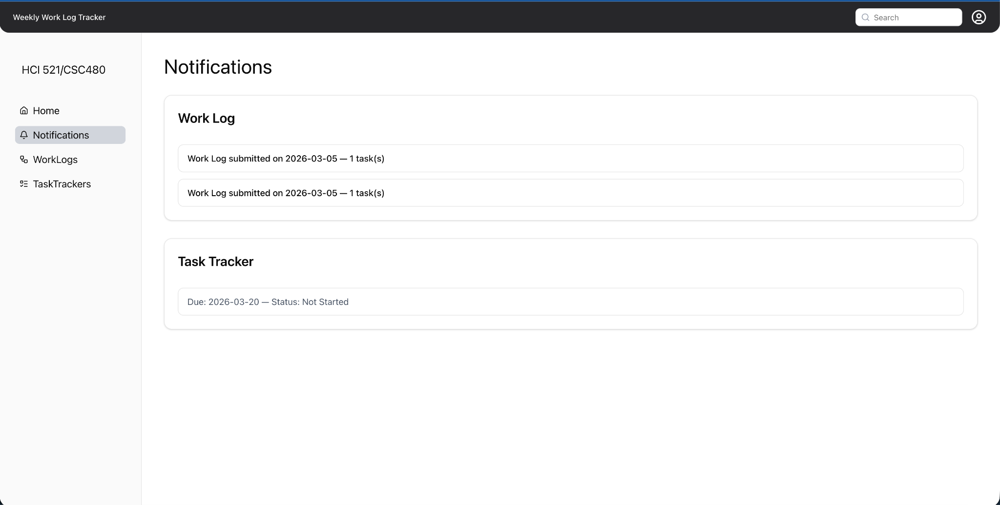 Weekly Work Log Tracker
Search
HCI 521/CSC480
Home
Notifications
WorkLogs
TaskTrackers
Notifications
Work Log
Work Log submitted on 2026-03-05 — 1 task(s)
Work Log submitted on 2026-03-05 — 1 task(s)
Task Tracker
Due: 2026-03-20 — Status: Not Started